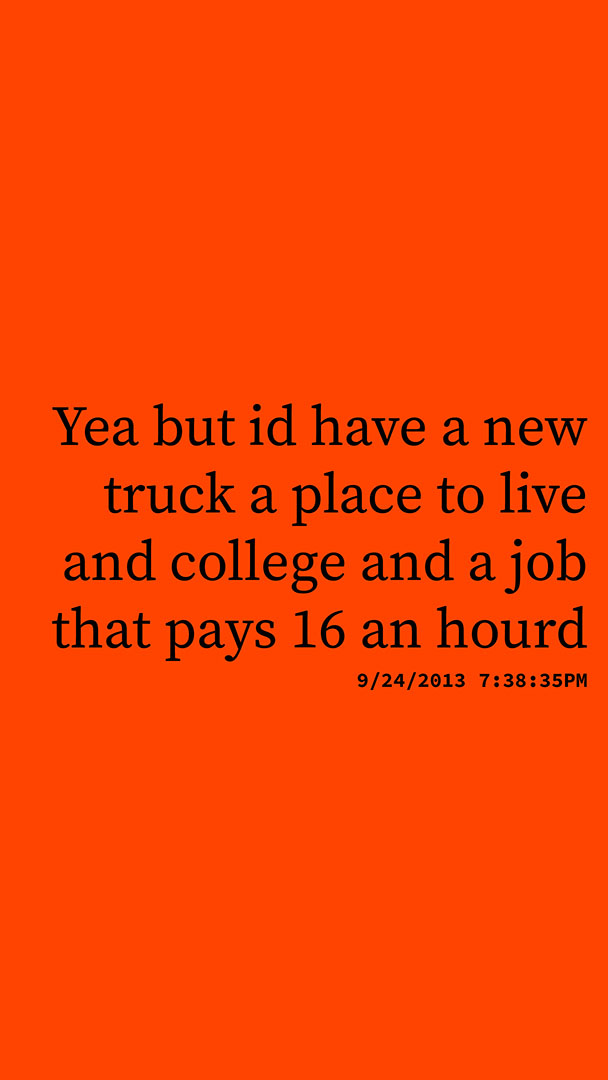 Yea but id have a new
truck a place to live
and college and a job
that pays 16 an hourd
9/24/2013 7:38:35PM